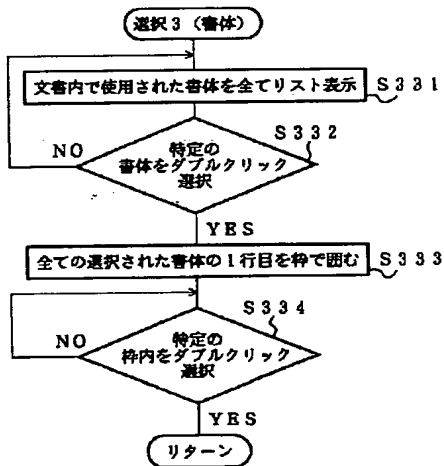 選択3（書体）
文書内で使用された書体を全てリスト表示
S331
S332
NO
特定の
書体をダブルクリック
選択
YES
全ての選択された書体の1行目を枠で囲む
S333
S334
NO
特定の
枠内をダブルクリック
選択
YES
リターン